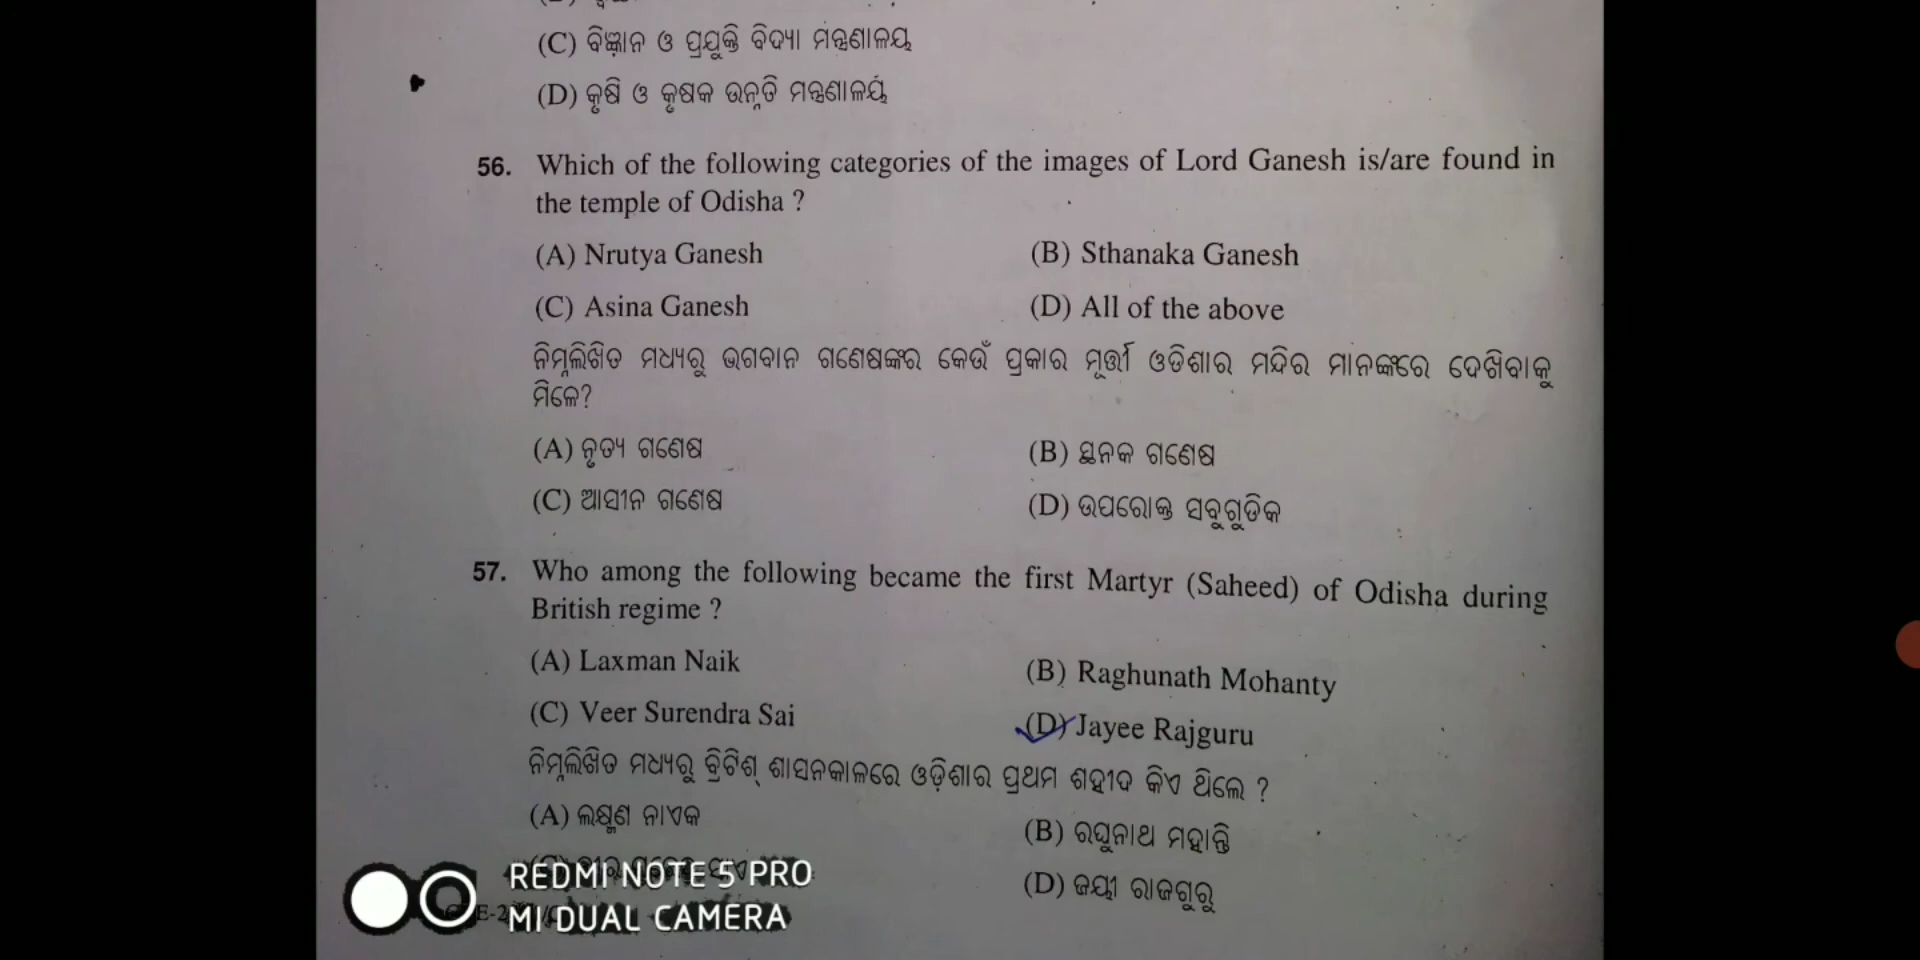 (C) ବିଜ୍ଞାନ ଓ ପ୍ରଯୁକ୍ତି ବିଦ୍ୟା ମନ୍ତ୍ରଣାଳୟ
(D) କୃଷି ଓ କୃଷକ ଉନ୍ନତି ମନ୍ତ୍ରଣାଳୟ
56. Which of the following categories of the images of Lord Ganesh is/are found in
the temple of Odisha ?
(A) Nrutya Ganesh (B) Sthanaka Ganesh
(C) Asina Ganesh (D) All of the above
ନିମ୍ନଲିଖିତ ମଧ୍ୟରୁ ଭଗବାନ ଗଣେଷଙ୍କର କେଉଁ ପ୍ରକାର ମୂର୍ତ୍ତୀ ଓଡିଶାର ମନ୍ଦିର ମାନଙ୍କରେ ଦେଖିବାକୁ
ମିଳେ?
(A) ନୃତ୍ୟ ଗଣେଷ (B) ସ୍ଥନକ ଗଣେଷ
(C) ଆସୀନ ଗଣେଷ (D) ଉପରୋକ୍ତ ସବୁଗୁଡିକ
57. Who among the following became the first Martyr (Saheed) of Odisha during
British regime ?
(A) Laxman Naik (B) Raghunath Mohanty
(C) Veer Surendra Sai (D) Jayee Rajguru
ନିମ୍ନଲିଖିତ ମଧ୍ୟରୁ ବ୍ରିଟିଶ୍ ଶାସନକାଳରେ ଓଡ଼ିଶାର ପ୍ରଥମ ଶହୀଦ କିଏ ଥିଲେ ?
(A) ଲକ୍ଷ୍ମଣ ନାଏକ (B) ରଘୁନାଥ ମହାନ୍ତି
(D) ଜୟୀ ରାଜଗୁରୁ
REDMI NOTE 5 PRO
MI DUAL CAMERA